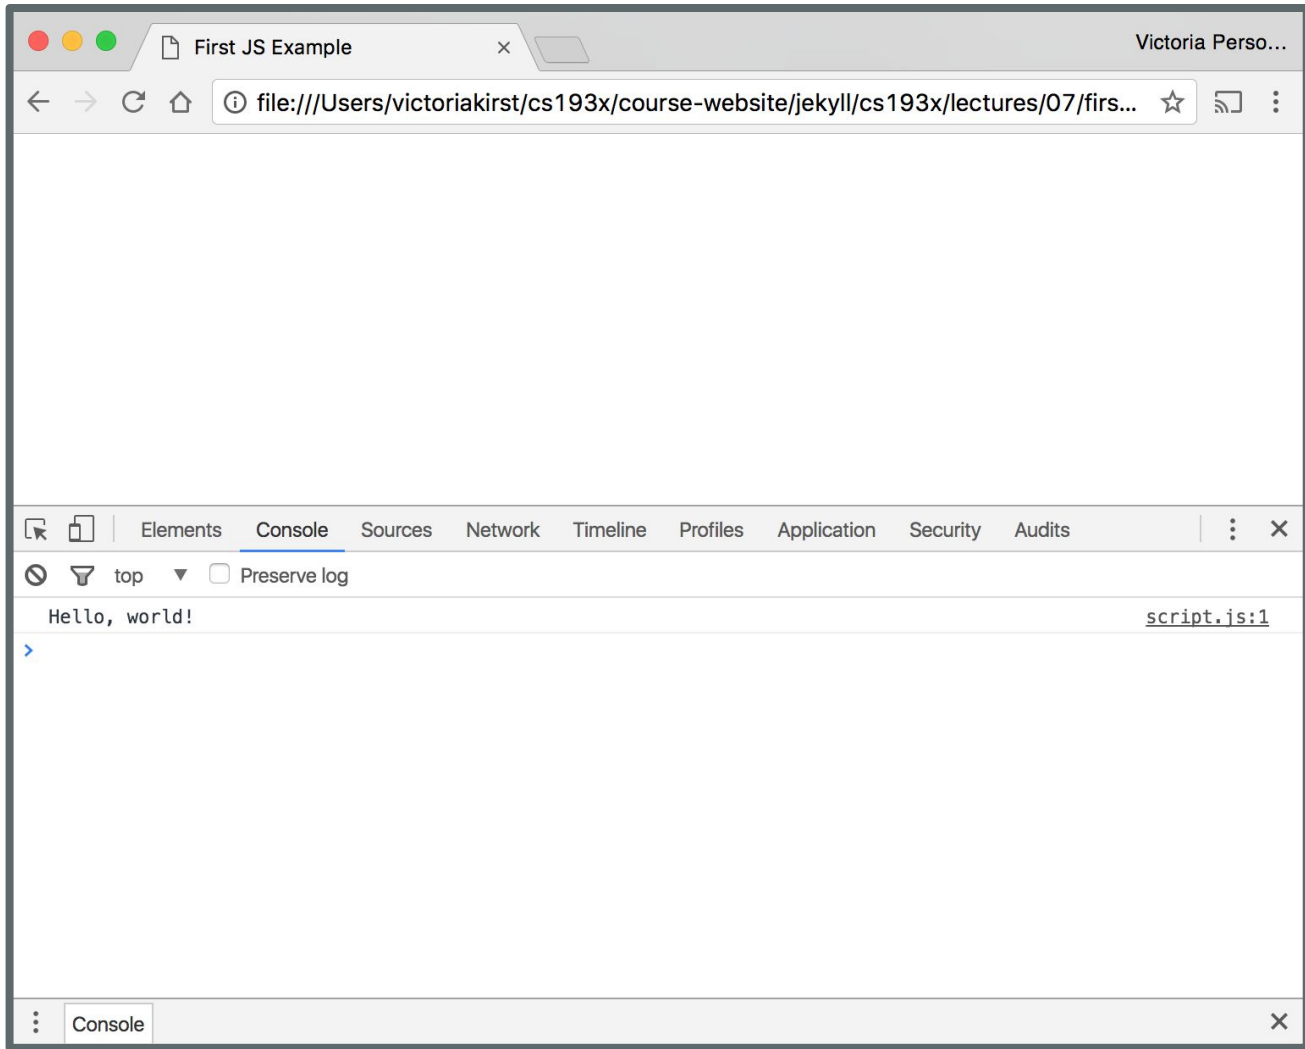 First JS Example
Victoria Perso...
file:///Users/victoriakirst/cs193x/course-website/jekyll/cs193x/lectures/07/firs...
Elements Console Sources Network Timeline Profiles Application Security Audits
top Preserve log
Hello, world! script.js:1
>
Console